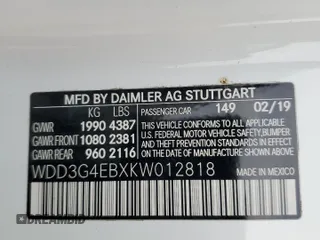 MFD BY DAIMLER AG STUTTGART
KG LBS PASSENGER CAR 149 02/19
GVWR 1990 4387
GAWR FRONT 1080 2381
GAWR REAR 960 2116
THIS VEHICLE CONFORMS TO ALL APPLICABLE
U.S. FEDERAL MOTOR VEHICLE SAFETY, BUMPER,
AND THEFT PREVENTION STANDARDS IN EFFECT
ON THE DATE OF MANUFACTURE SHOWN ABOVE.
WDD3G4EBXKW012818 MADE IN MEXICO